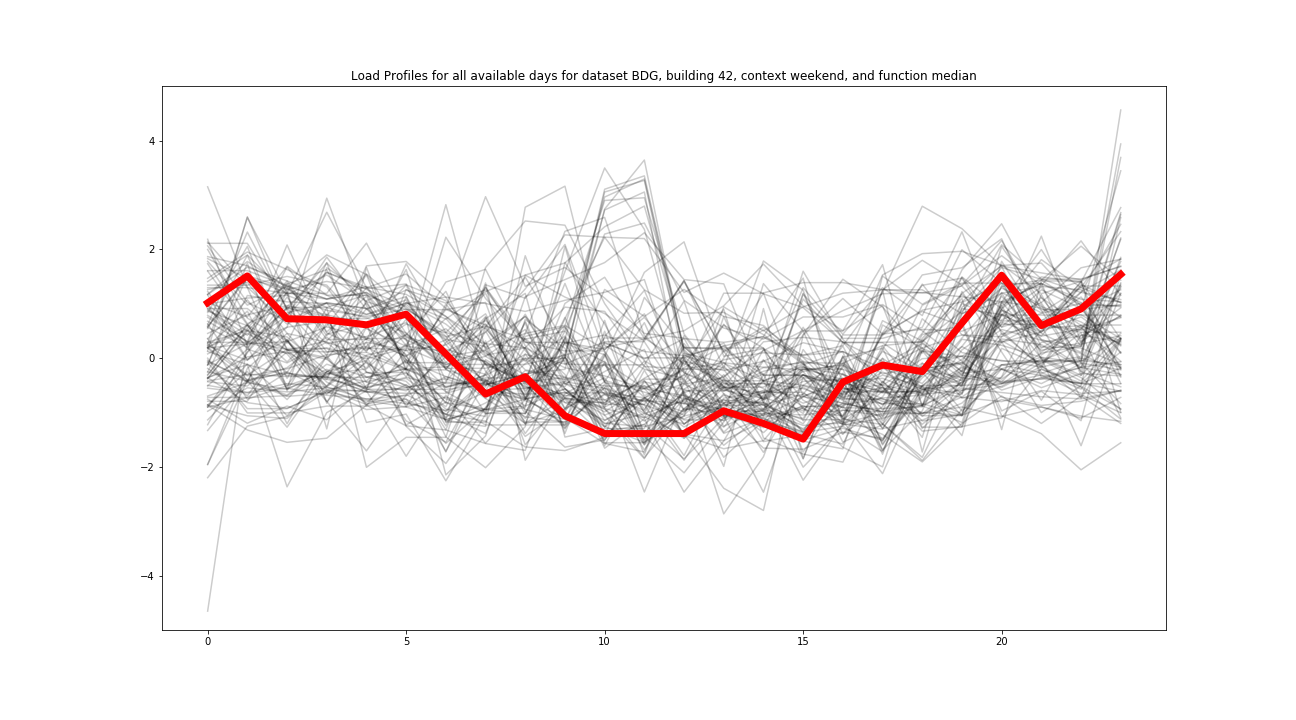 Load Profiles for all available days for dataset BDG, building 42, context weekend, and function median
4
2
0
−2
−4
0 5 10 15 20